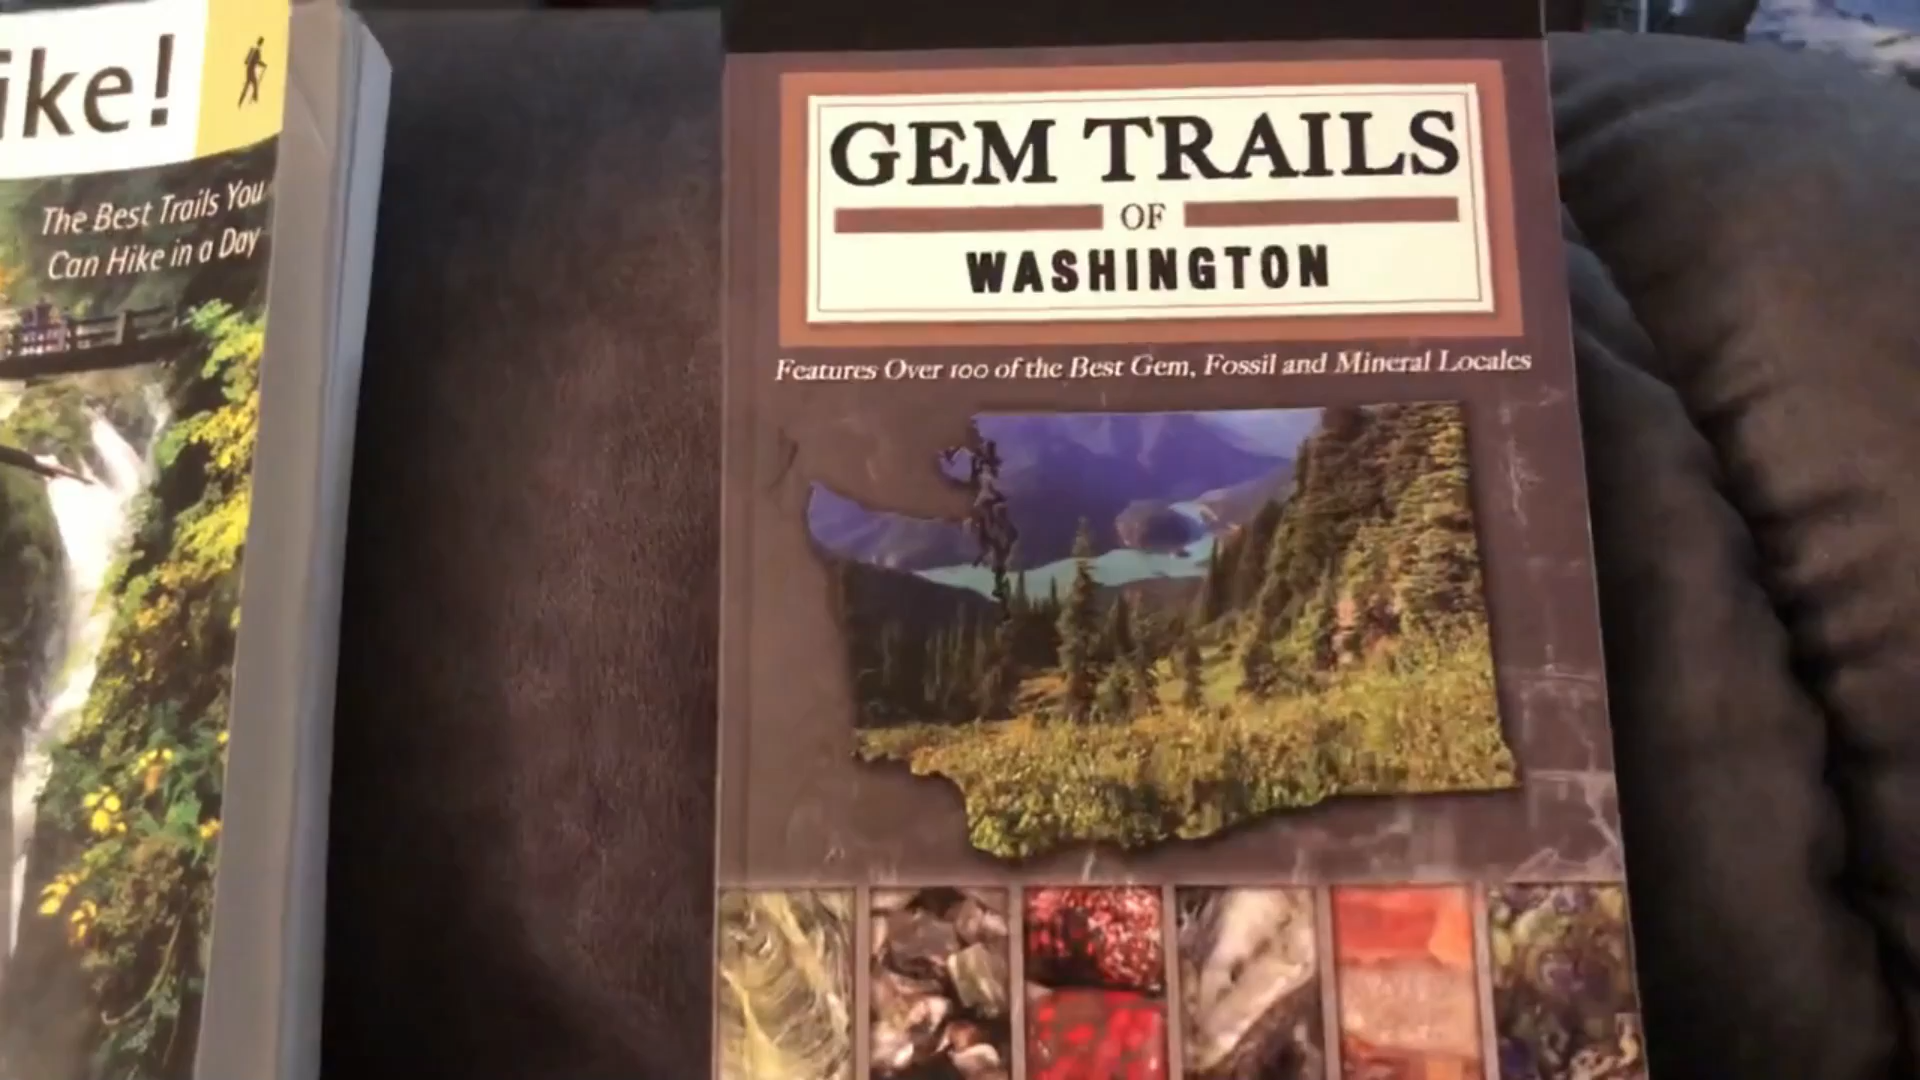 ike!
The Best Trails You
Can Hike in a Day
GEM TRAILS
OF
WASHINGTON
Features Over 100 of the Best Gem, Fossil and Mineral Locales